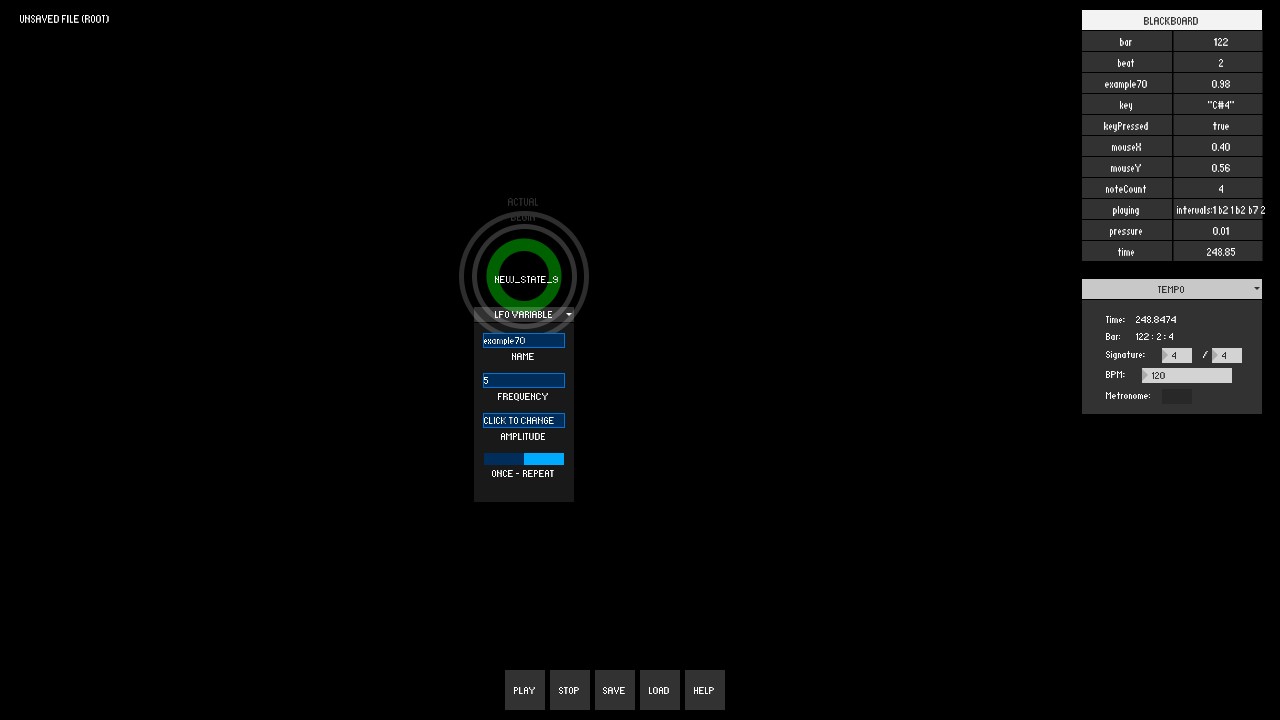 UNSAVED FILE (ROOT)
BLACKBOARD
bar 122
beat 2
example70 0.98
key "C#4"
keyPressed true
mouseX 0.40
mouseY 0.56
noteCount 4
playing intervals:1 b2 1 b2 b7 2
pressure 0.01
time 248.85
TEMPO
Time: 248.8474
Bar: 122 : 2 : 4
Signature: 4 / 4
BPM: 120
Metronome:
ACTUAL
BEGIN
NEW_STATE_9
LFO VARIABLE
example70
NAME
5
FREQUENCY
CLICK TO CHANGE
AMPLITUDE
ONCE - REPEAT
PLAY STOP SAVE LOAD HELP